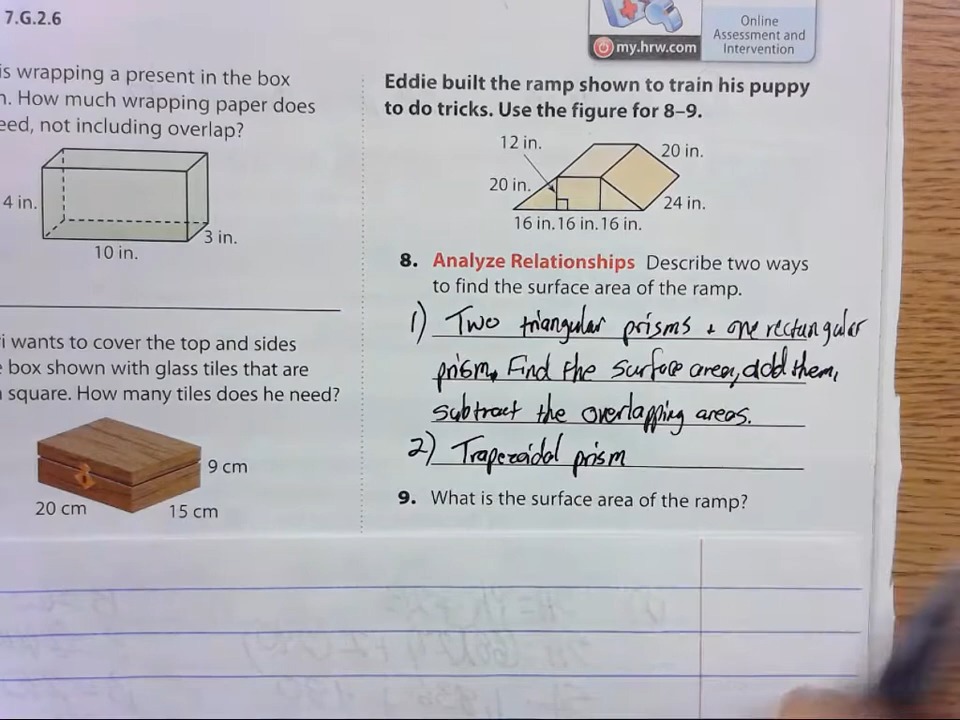 7.G.2.6
my.hrw.com
Online
Assessment and
Intervention
is wrapping a present in the box
How much wrapping paper does
eed, not including overlap?
4 in.
10 in.
3 in.
i wants to cover the top and sides
box shown with glass tiles that are
square. How many tiles does he need?
9 cm
20 cm
15 cm
Eddie built the ramp shown to train his puppy
to do tricks. Use the figure for 8–9.
12 in.
20 in.
20 in.
24 in.
16 in. 16 in. 16 in.
8. Analyze Relationships Describe two ways
to find the surface area of the ramp.
1) Two triangular prisms + one rectangular
prism. Find the surface area, add them,
subtract the overlapping areas.
2) Trapezoidal prism
9. What is the surface area of the ramp?